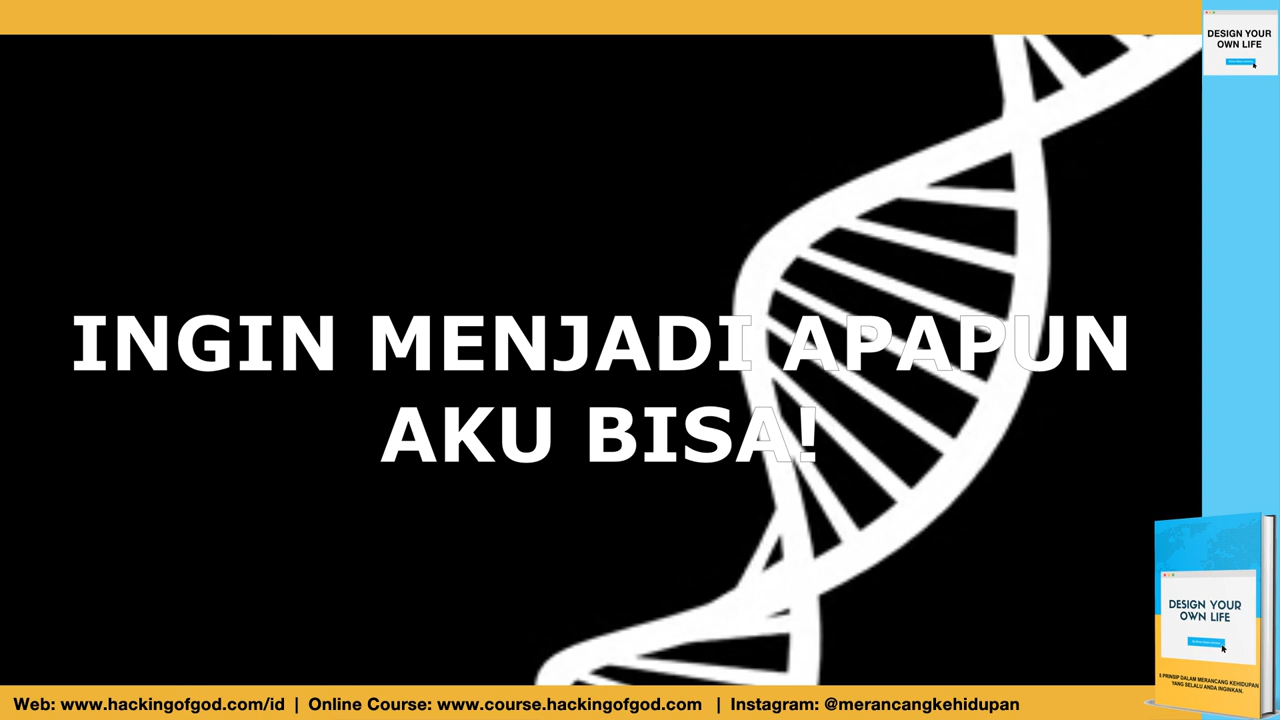 DESIGN YOUR
OWN LIFE
INGIN MENJADI APAPUN
AKU BISA!
DESIGN YOUR
OWN LIFE
PRINSIP DALAM MERANCANG KEHIDUPAN
YANG SELALU ANDA INGINKAN.
Web: www.hackingofgod.com/id | Online Course: www.course.hackingofgod.com | Instagram: @merancangkehidupan